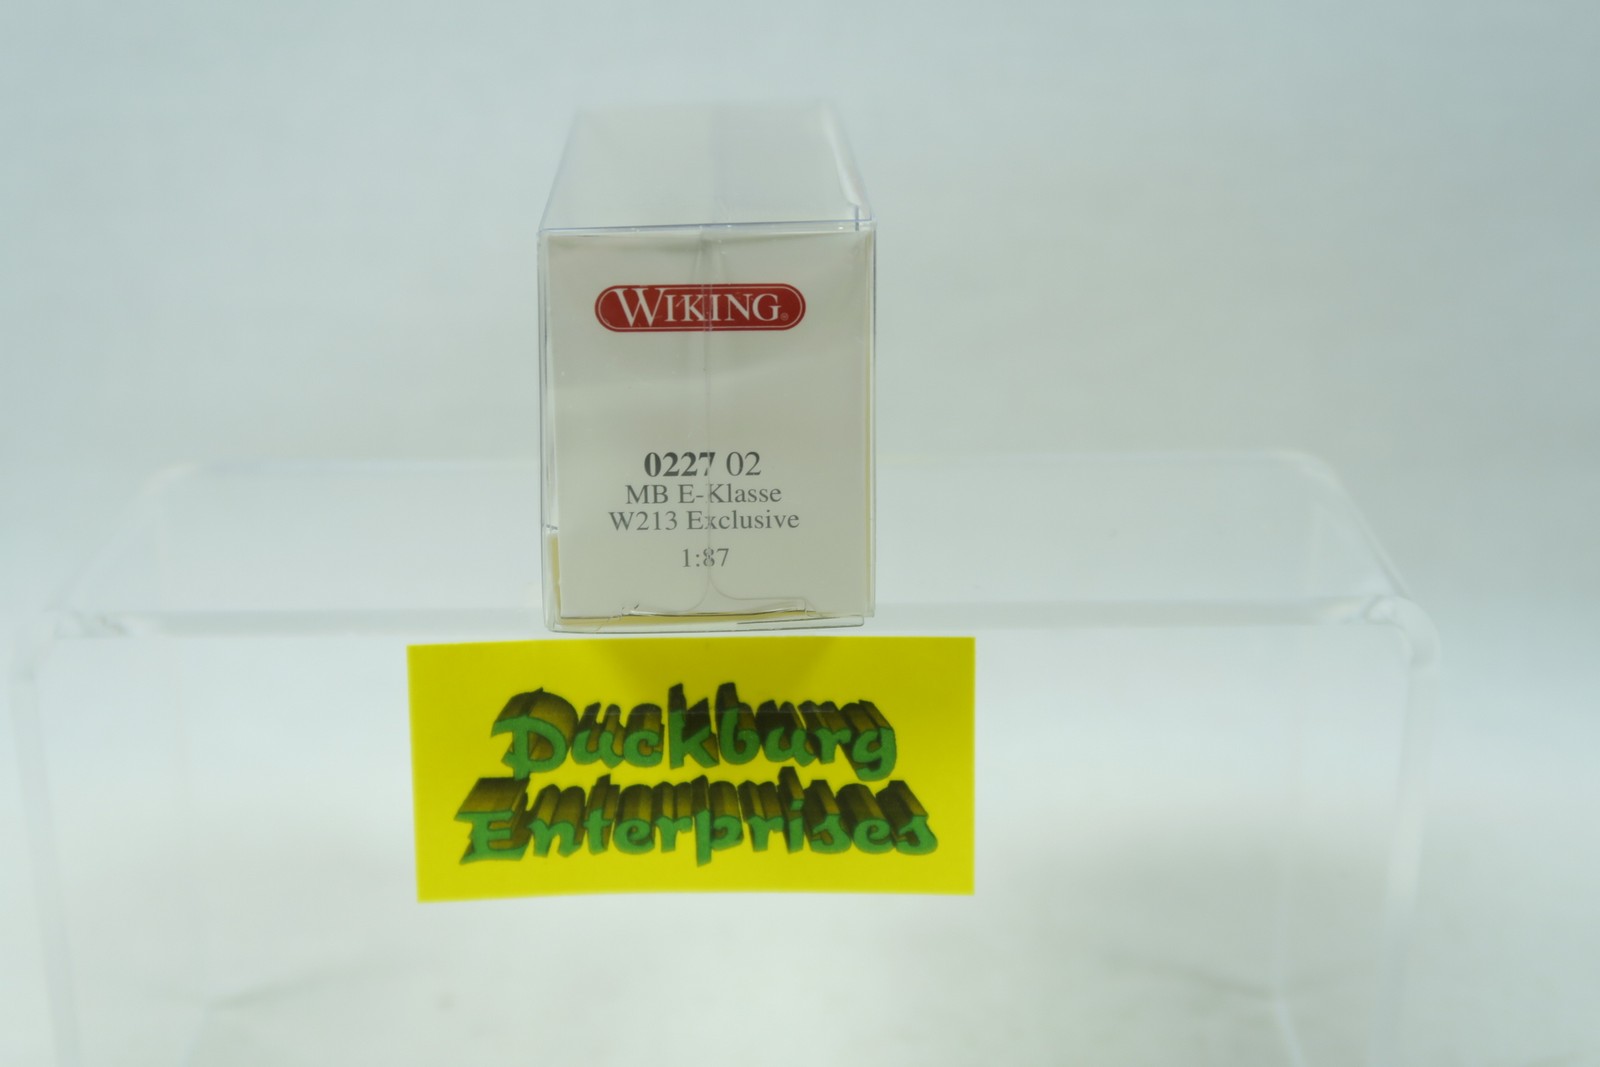 WIKING®
0227 02
MB E-Klasse
W213 Exclusive
1:87
Duckburg
Enterprises